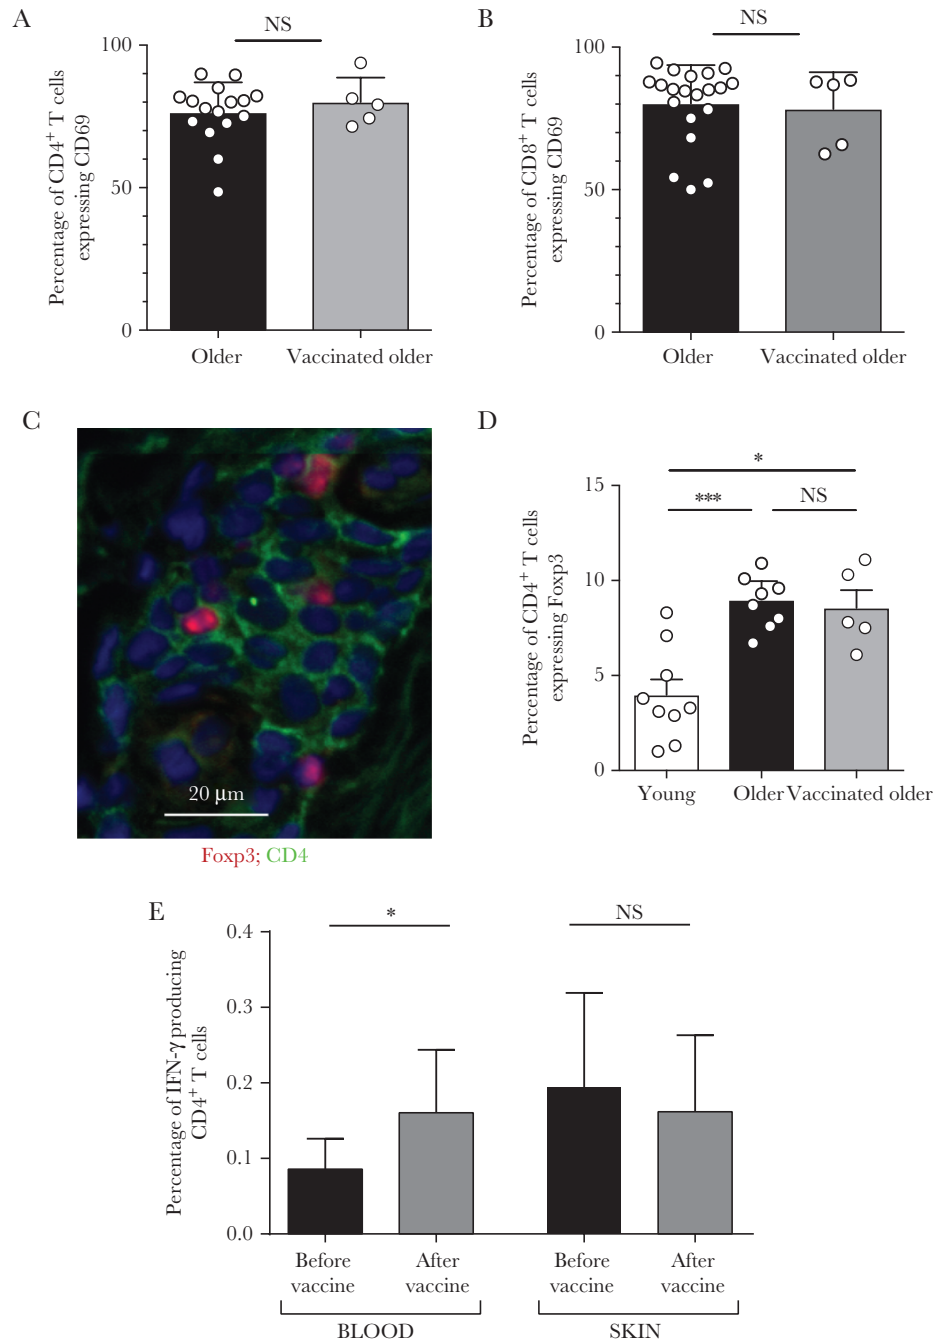 A
NS
Percentage of CD4⁺ T cells
expressing CD69
100
50
0
Older
Vaccinated older
B
NS
Percentage of CD8⁺ T cells
expressing CD69
100
50
0
Older
Vaccinated older
C
20 µm
Foxp3; CD4
D
*
***
NS
Percentage of CD4⁺ T cells
expressing Foxp3
15
10
5
0
Young
Older
Vaccinated older
E
*
NS
Percentage of IFN-γ producing
CD4⁺ T cells
0.4
0.3
0.2
0.1
0.0
Before
vaccine
After
vaccine
Before
vaccine
After
vaccine
BLOOD
SKIN